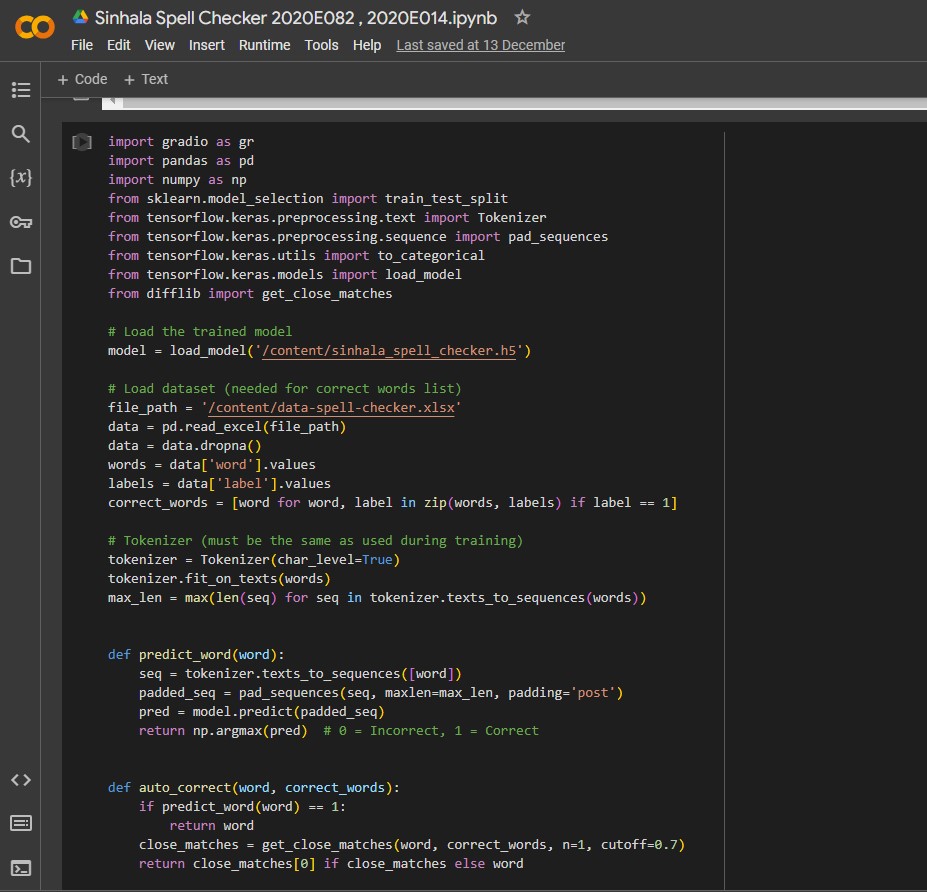 Sinhala Spell Checker 2020E082 , 2020E014.ipynb
File Edit View Insert Runtime Tools Help Last saved at 13 December
+ Code + Text
{x}
import gradio as gr
import pandas as pd
import numpy as np
from sklearn.model_selection import train_test_split
from tensorflow.keras.preprocessing.text import Tokenizer
from tensorflow.keras.preprocessing.sequence import pad_sequences
from tensorflow.keras.utils import to_categorical
from tensorflow.keras.models import load_model
from difflib import get_close_matches
# Load the trained model
model = load_model('/content/sinhala_spell_checker.h5')
# Load dataset (needed for correct words list)
file_path = '/content/data-spell-checker.xlsx'
data = pd.read_excel(file_path)
data = data.dropna()
words = data['word'].values
labels = data['label'].values
correct_words = [word for word, label in zip(words, labels) if label == 1]
# Tokenizer (must be the same as used during training)
tokenizer = Tokenizer(char_level=True)
tokenizer.fit_on_texts(words)
max_len = max(len(seq) for seq in tokenizer.texts_to_sequences(words))
def predict_word(word):
    seq = tokenizer.texts_to_sequences([word])
    padded_seq = pad_sequences(seq, maxlen=max_len, padding='post')
    pred = model.predict(padded_seq)
    return np.argmax(pred)  # 0 = Incorrect, 1 = Correct
def auto_correct(word, correct_words):
    if predict_word(word) == 1:
        return word
    close_matches = get_close_matches(word, correct_words, n=1, cutoff=0.7)
    return close_matches[0] if close_matches else word